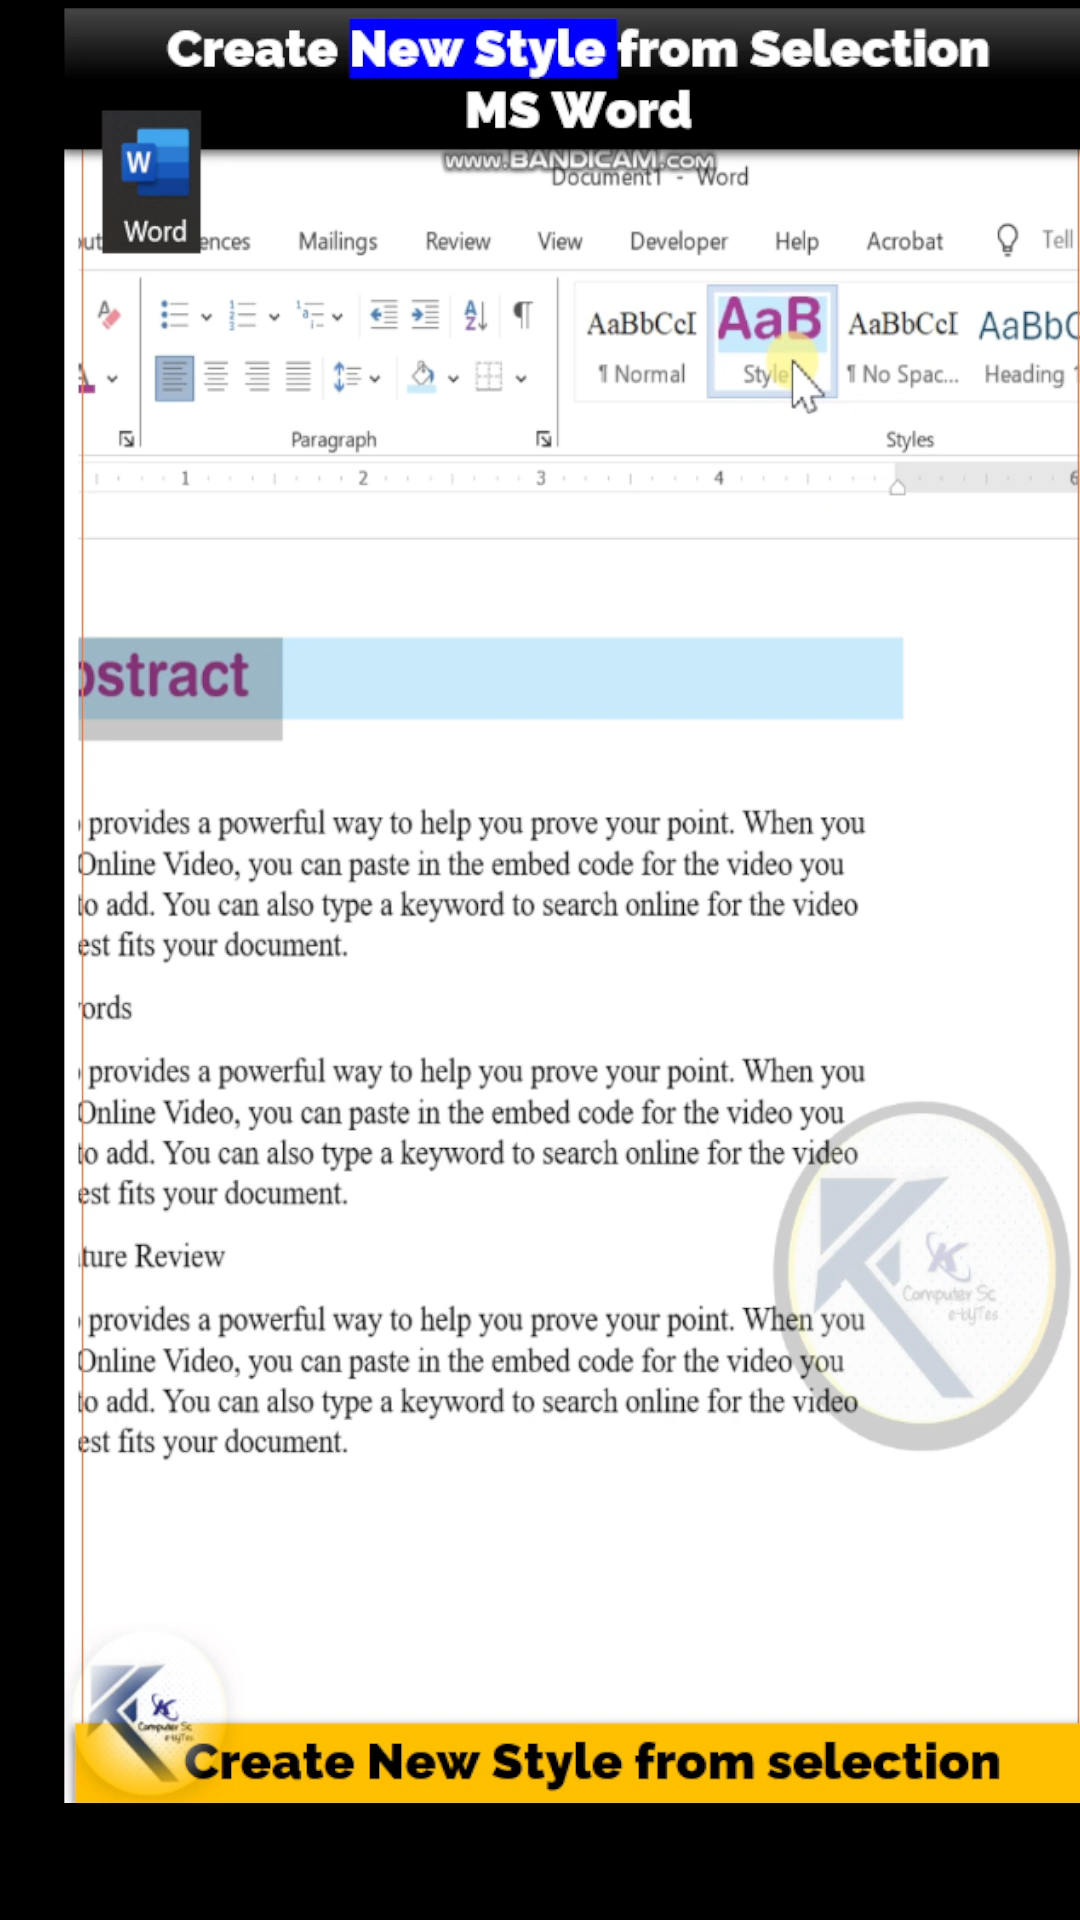 Create New Style from Selection
MS Word
www.BANDICAM.com
Document1 - Word
Word
ences Mailings Review View Developer Help Acrobat Tell
AaBbCcI AaB AaBbCcI AaBbC
¶ Normal Style ¶ No Spac... Heading 1
Paragraph Styles
1 2 3 4 6
bstract
provides a powerful way to help you prove your point. When you
Online Video, you can paste in the embed code for the video you
to add. You can also type a keyword to search online for the video
est fits your document.
ords
provides a powerful way to help you prove your point. When you
Online Video, you can paste in the embed code for the video you
to add. You can also type a keyword to search online for the video
est fits your document.
ture Review
provides a powerful way to help you prove your point. When you
Online Video, you can paste in the embed code for the video you
to add. You can also type a keyword to search online for the video
est fits your document.
K
Computer Sc
e-byTes
K
Computer Sc
e-byTes
Create New Style from selection